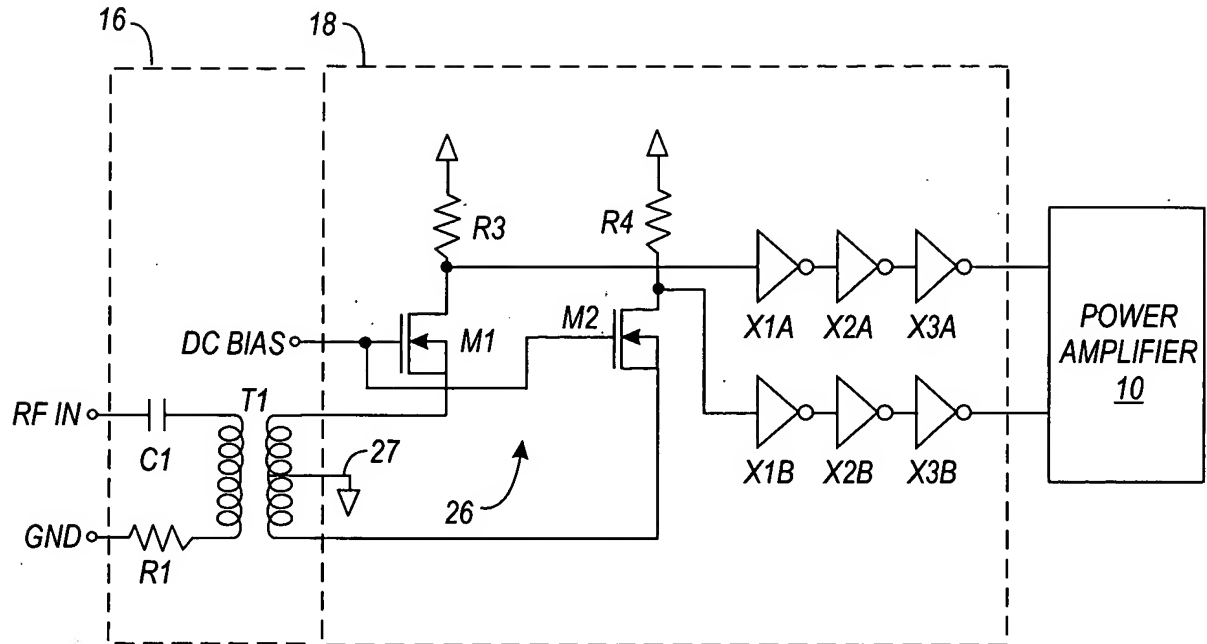 16
18
R3
R4
X1A X2A X3A
DC BIAS
M1
M2
POWER
AMPLIFIER
10
RF IN
C1
T1
27
26
X1B X2B X3B
GND
R1